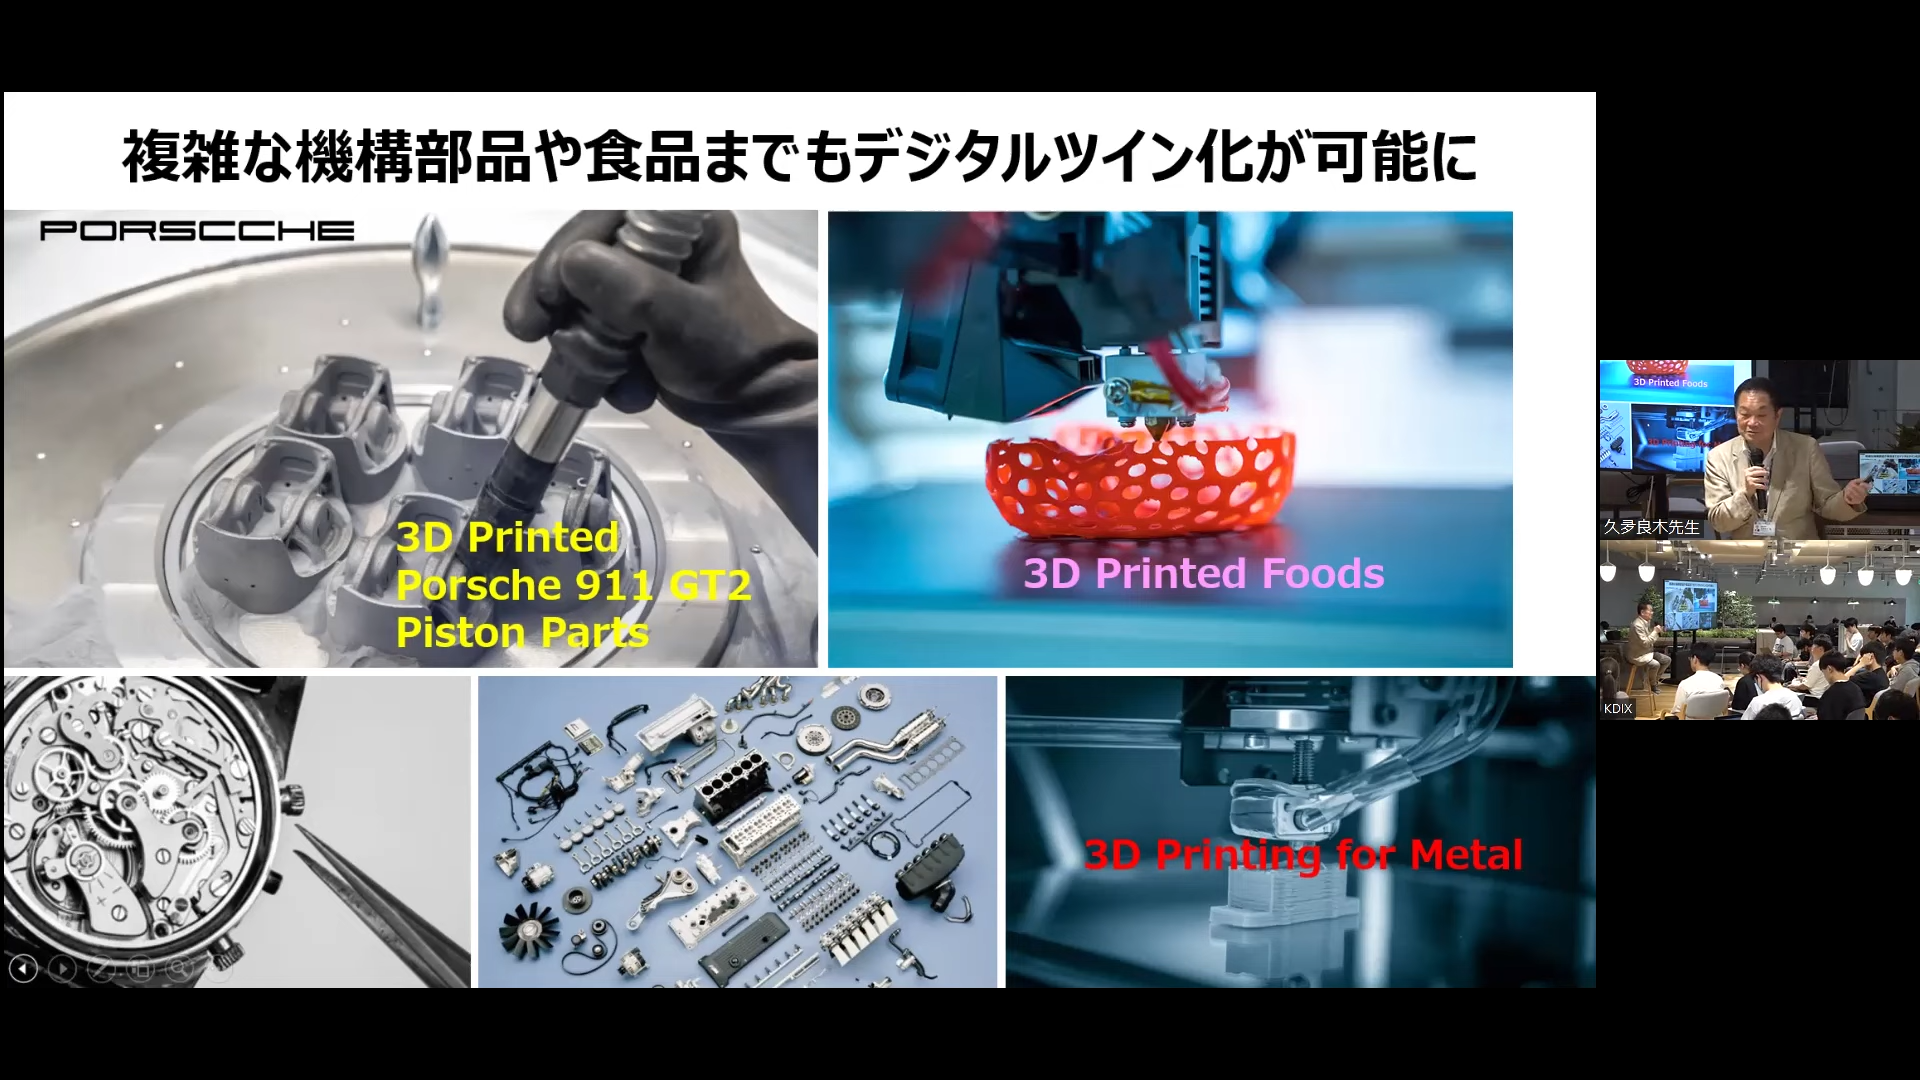 複雑な機構部品や食品までもデジタルツイン化が可能に
PORSCCHE
3D Printed
Porsche 911 GT2
Piston Parts
3D Printed Foods
3D Printing for Metal
3D Printed Foods
久夛良木先生
KDIX